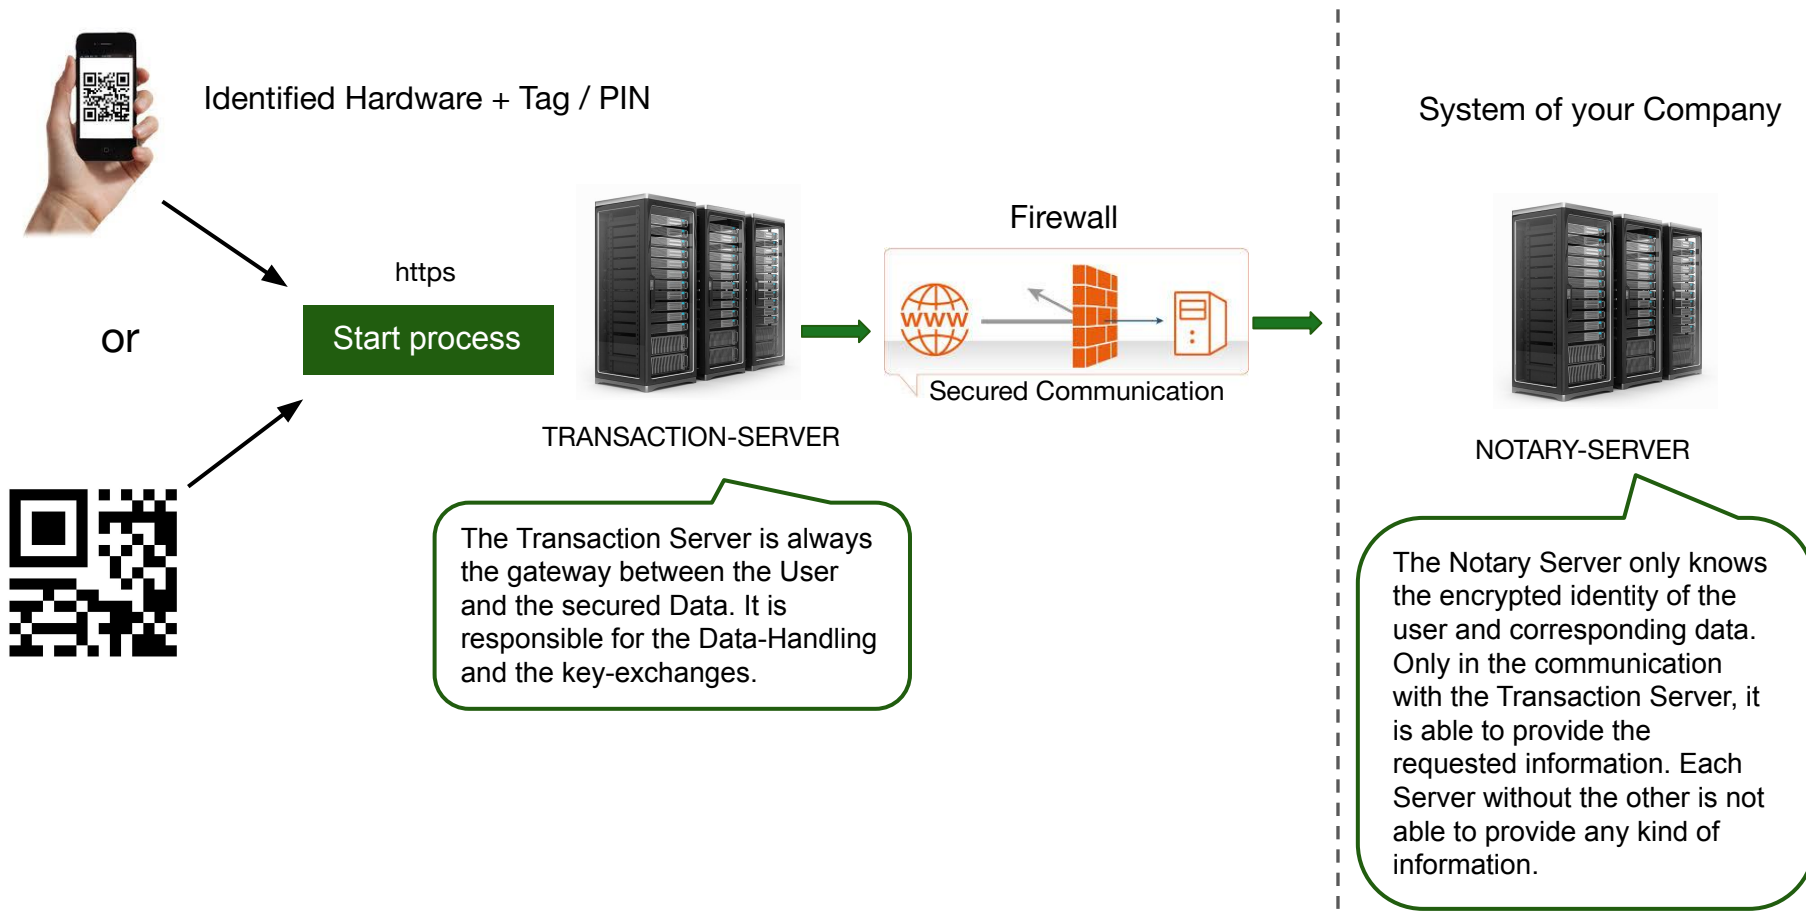 Identified Hardware + Tag / PIN
System of your Company
Firewall
https
or
Start process
www
Secured Communication
TRANSACTION-SERVER
NOTARY-SERVER
The Transaction Server is always
the gateway between the User
and the secured Data. It is
responsible for the Data-Handling
and the key-exchanges.
The Notary Server only knows
the encrypted identity of the
user and corresponding data.
Only in the communication
with the Transaction Server, it
is able to provide the
requested information. Each
Server without the other is not
able to provide any kind of
information.